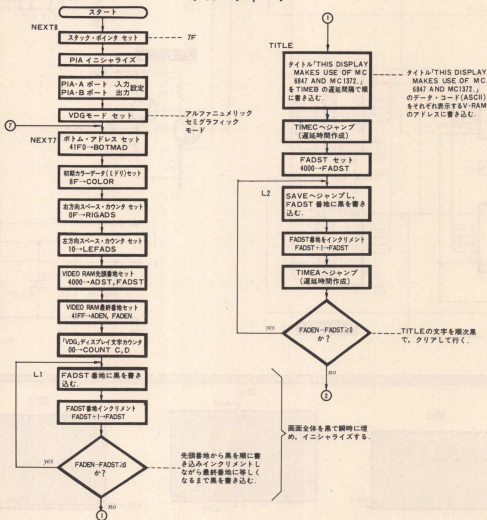 スタート
NEXT8
スタック・ポインタ セット
7F
PIA イニシャライズ
PIA-A ポート -入力
PIA-B ポート 出力
設定
VDGモード セット
アルファニューメリック
セミグラフィック
モード
⑦
NEXT7
ボトム・アドレス セット
41F0→BOTMAD
初期カラーデータ(ミドリ)セット
8F→COLOR
右方向スペース・カウンタ セット
0F→RIGADS
左方向スペース・カウンタ セット
10→LEFADS
VIDEO RAM先頭番地セット
4000→ADST, FADST
VIDEO RAM最終番地セット
41FF→ADEN, FADEN
「VDG」ディスプレイ文字カウンタ
00→COUNT C,D
L1
FADST番地に黒を書き
込む.
FADST番地インクリメント
FADST+1→FADST
yes
FADEN-FADST≧0
か?
no
①
先頭番地から黒を順に書
き込みインクリメントし
ながら最終番地に等しく
なるまで黒を書き込む.
画面全体を黒で瞬時に埋
め,イニシャライズする.
①
TITLE
タイトル「THIS DISPLAY
MAKES USE OF MC
6847 AND MC1372.」
をTIMEBの遅延間隔で順
に書き込む.
タイトル「THIS DISPLAY
MAKES USE OF MC
6847 AND MC1372.」
のデータ・コード(ASCII)
をそれぞれ表示するV-RAM
のアドレスに書き込む.
TIMECへジャンプ
(遅延時間作成)
FADST セット
4000→FADST
L2
SAVEへジャンプし,
FADST 番地に黒を書き
込む.
FADST番地をインクリメント
FADST+1→FADST
TIMEAへジャンプ
(遅延時間作成)
yes
FADEN-FADST≧0
か?
TITLEの文字を順次黒
で,クリアして行く.
no
②